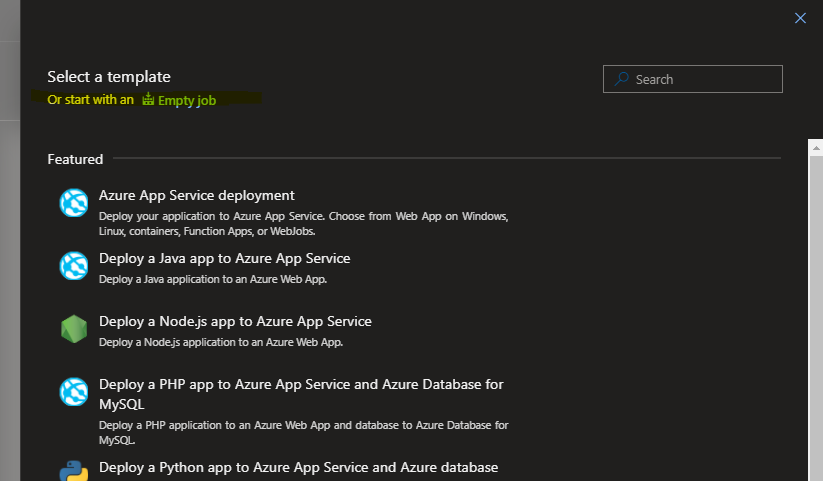 Select a template
Search
Or start with an Empty job
Featured
Azure App Service deployment
Deploy your application to Azure App Service. Choose from Web App on Windows,
Linux, containers, Function Apps, or WebJobs.
Deploy a Java app to Azure App Service
Deploy a Java application to an Azure Web App.
Deploy a Node.js app to Azure App Service
Deploy a Node.js application to an Azure Web App.
Deploy a PHP app to Azure App Service and Azure Database for
MySQL
Deploy a PHP application to an Azure Web App and database to Azure Database for
MySQL.
Deploy a Python app to Azure App Service and Azure database